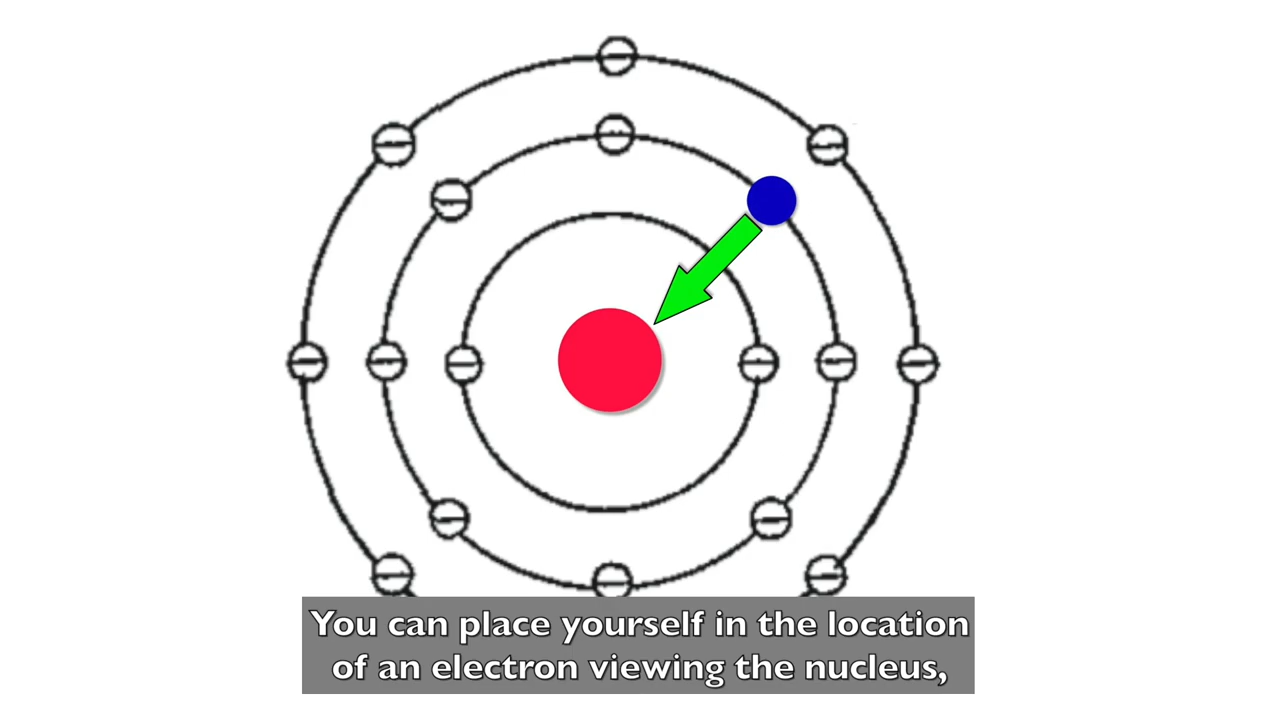 You can place yourself in the location
of an electron viewing the nucleus,